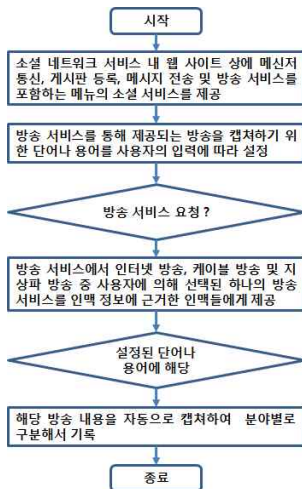 시작
소셜 네트워크 서비스 내 웹 사이트 상에 메신저
통신, 게시판 등록, 메시지 전송 및 방송 서비스를
포함하는 메뉴의 소셜 서비스를 제공
방송 서비스를 통해 제공되는 방송을 캡쳐하기 위
한 단어나 용어를 사용자의 입력에 따라 설정
방송 서비스 요청 ?
방송 서비스에서 인터넷 방송, 케이블 방송 및 지
상파 방송 중 사용자에 의해 선택된 하나의 방송
서비스를 인맥 정보에 근거한 인맥들에게 제공
설정된 단어나
용어에 해당
해당 방송 내용을 자동으로 캡쳐하여 분야별로
구분해서 기록
종료